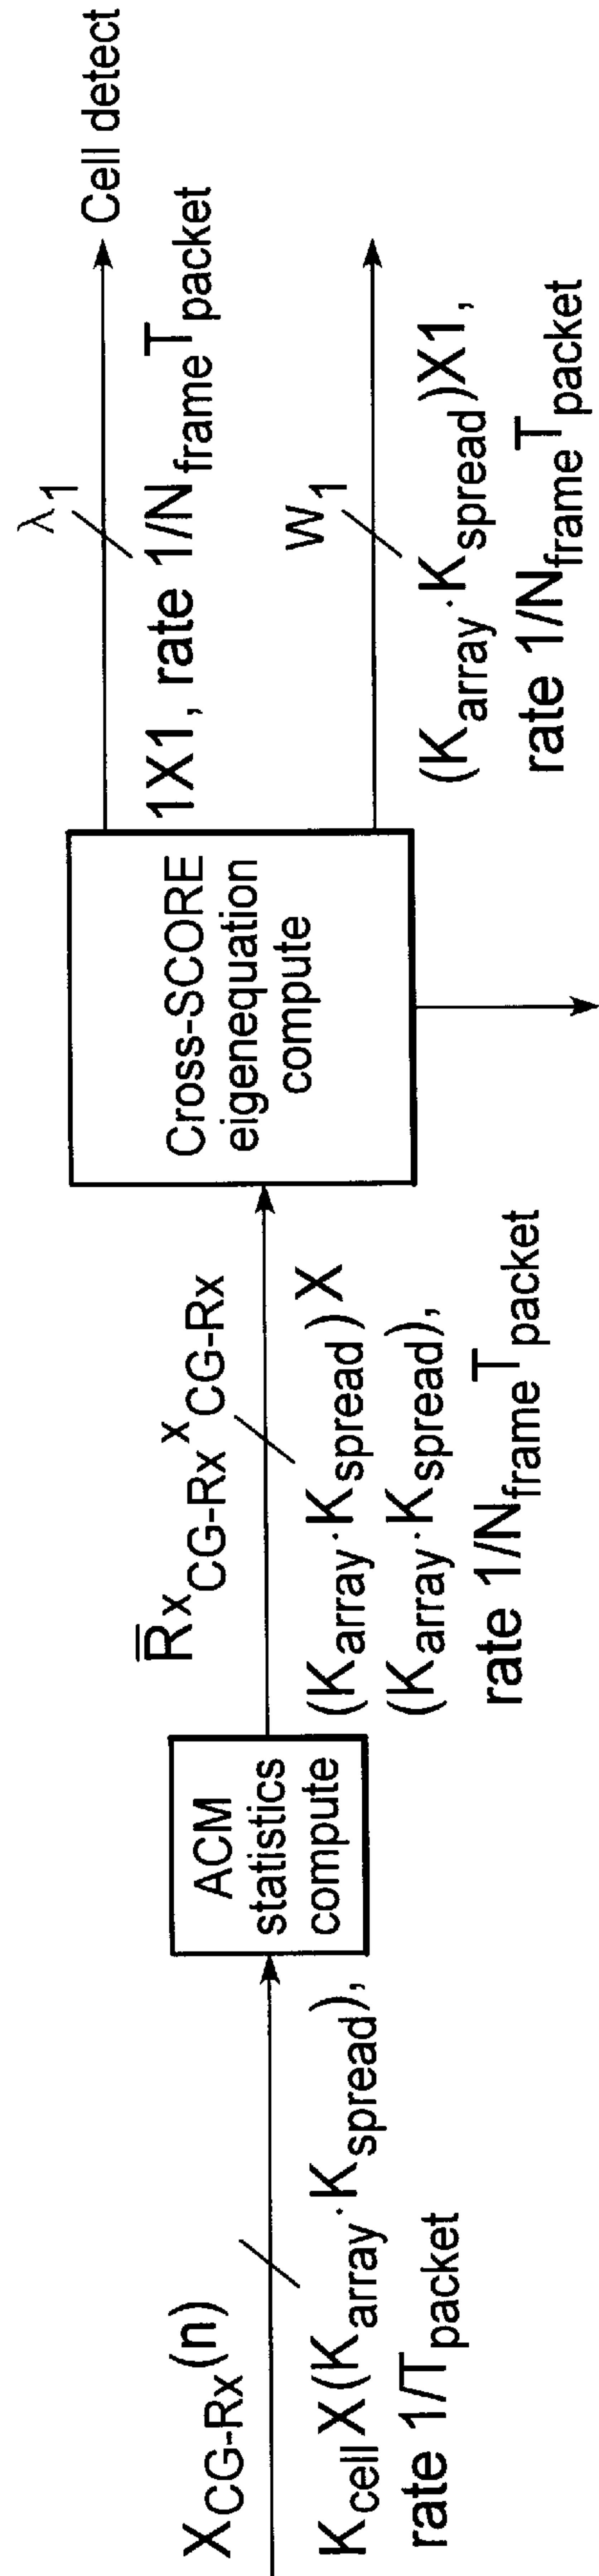 X_CG-Rx(n)
K_cell X (K_array · K_spread),
rate 1/T_packet
ACM
statistics
compute
R̿x_CG-Rx x_CG-Rx
(K_array · K_spread) X
(K_array · K_spread),
rate 1/N_frame T_packet
Cross-SCORE
eigenequation
compute
λ_1
Cell detect
1X1, rate 1/N_frame T_packet
W_1
(K_array · K_spread)X1,
rate 1/N_frame T_packet